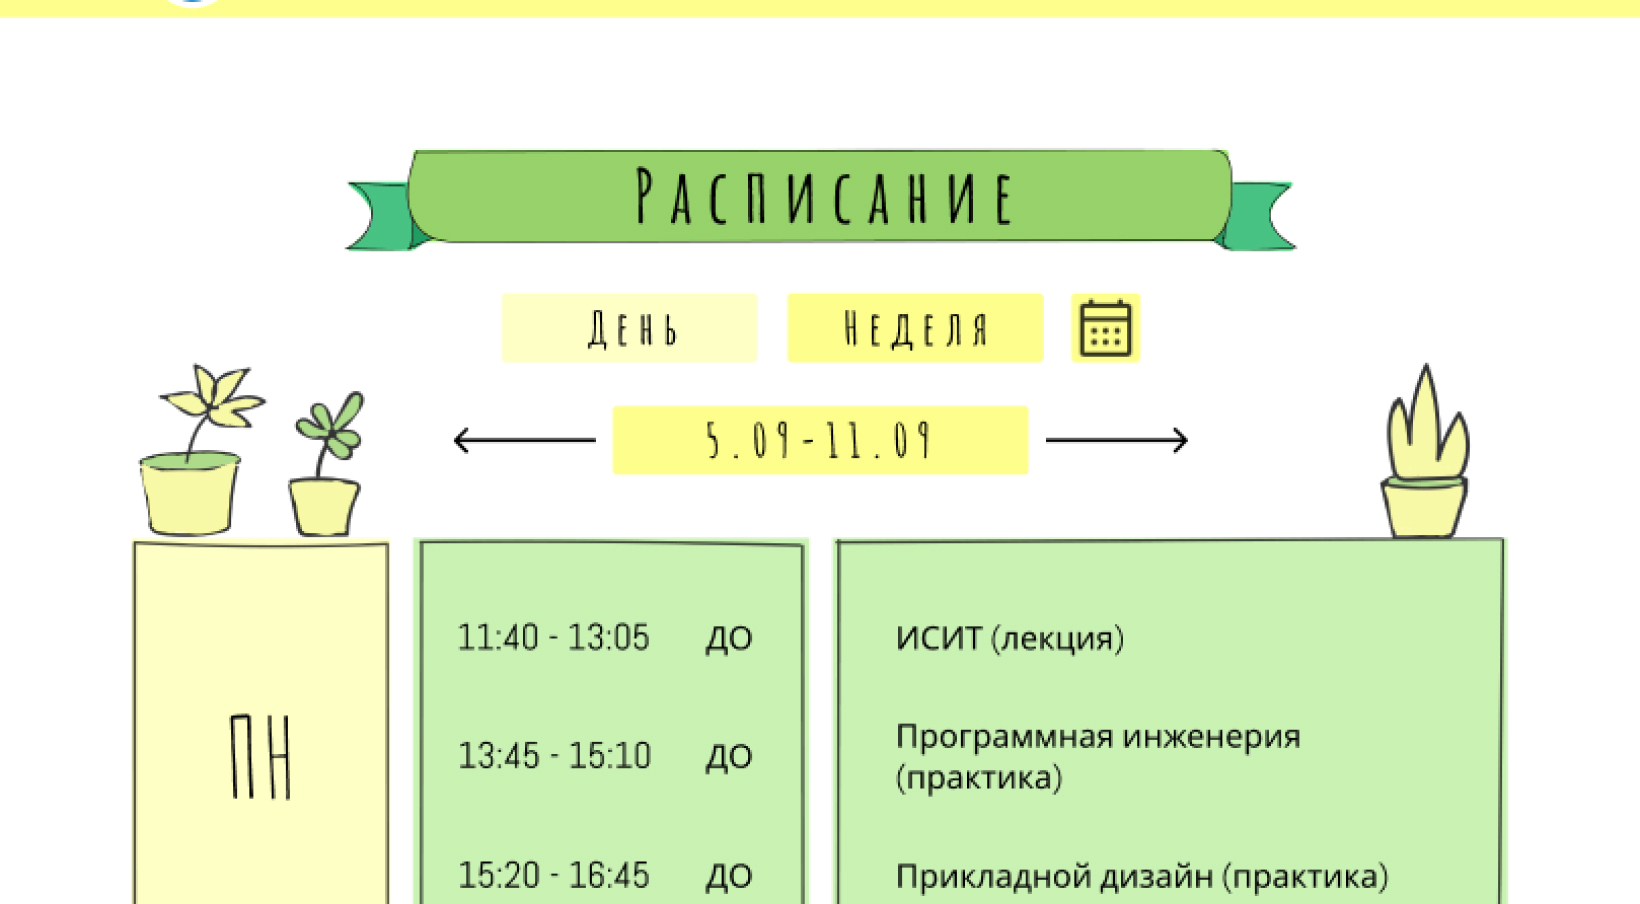 Расписание
День Неделя
5.09-11.09
ПН
11:40 - 13:05 ДО ИСИТ (лекция)
13:45 - 15:10 ДО Программная инженерия
(практика)
15:20 - 16:45 ДО Прикладной дизайн (практика)